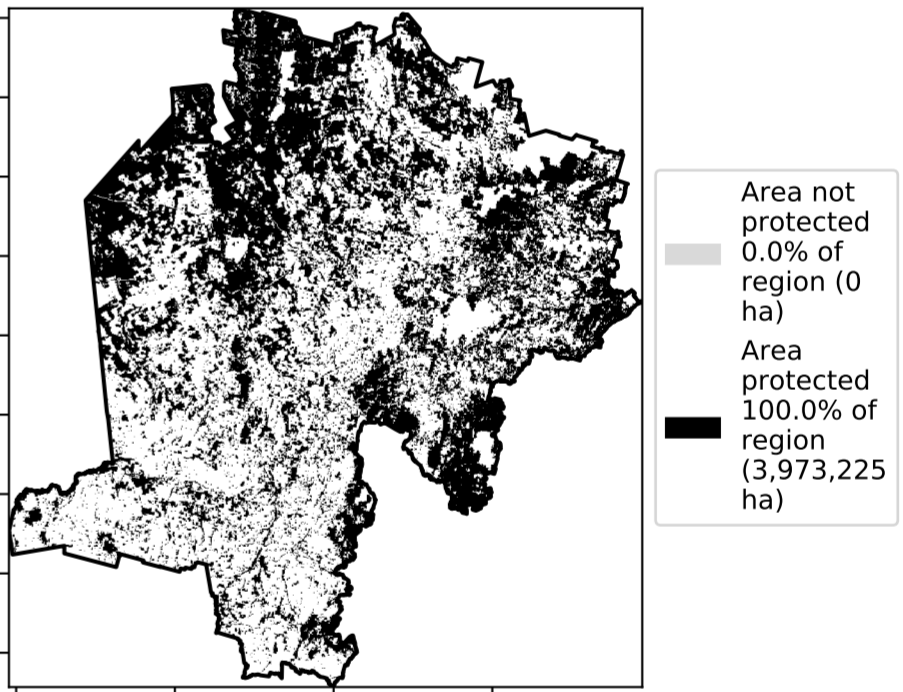 Area not
protected
0.0% of
region (0
ha)
Area
protected
100.0% of
region
(3,973,225
ha)